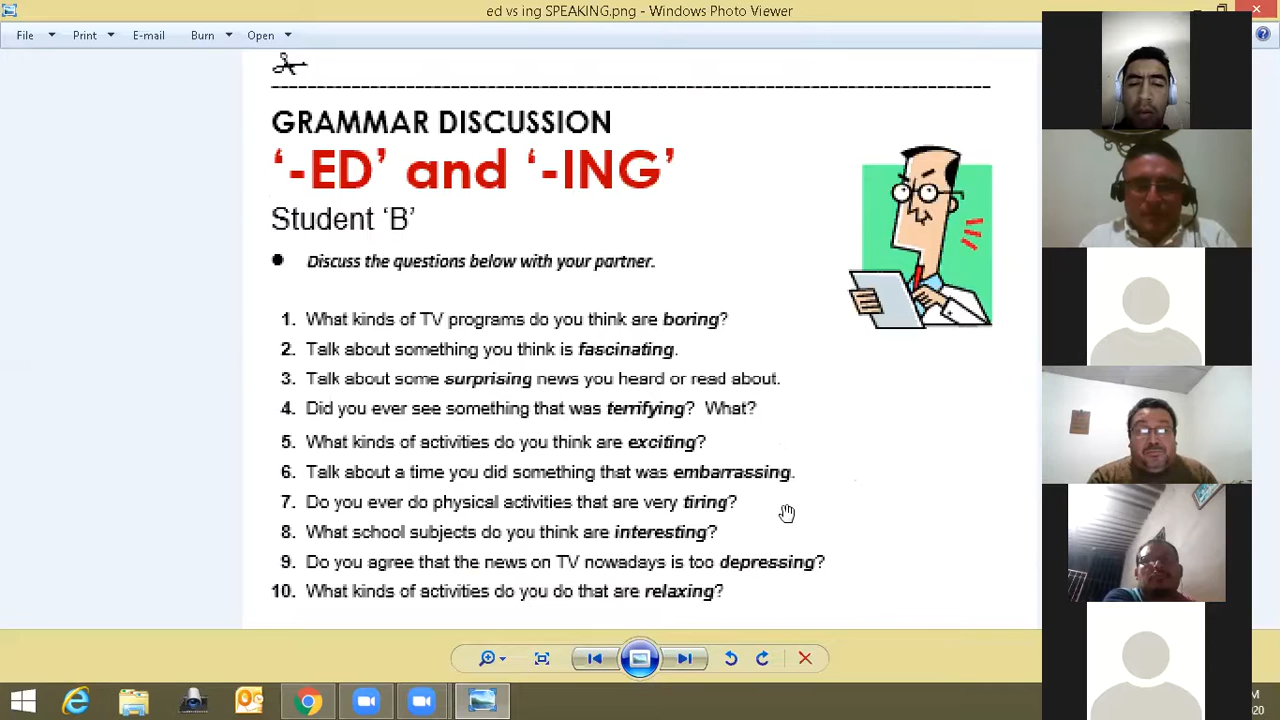 ed vs ing SPEAKING.png - Windows Photo Viewer
File Print E-mail Burn Open
GRAMMAR DISCUSSION
‘-ED’ and ‘-ING’
Student ‘B’
● Discuss the questions below with your partner.
1. What kinds of TV programs do you think are boring?
2. Talk about something you think is fascinating.
3. Talk about some surprising news you heard or read about.
4. Did you ever see something that was terrifying? What?
5. What kinds of activities do you think are exciting?
6. Talk about a time you did something that was embarrassing.
7. Do you ever do physical activities that are very tiring?
8. What school subjects do you think are interesting?
9. Do you agree that the news on TV nowadays is too depressing?
10. What kinds of activities do you do that are relaxing?